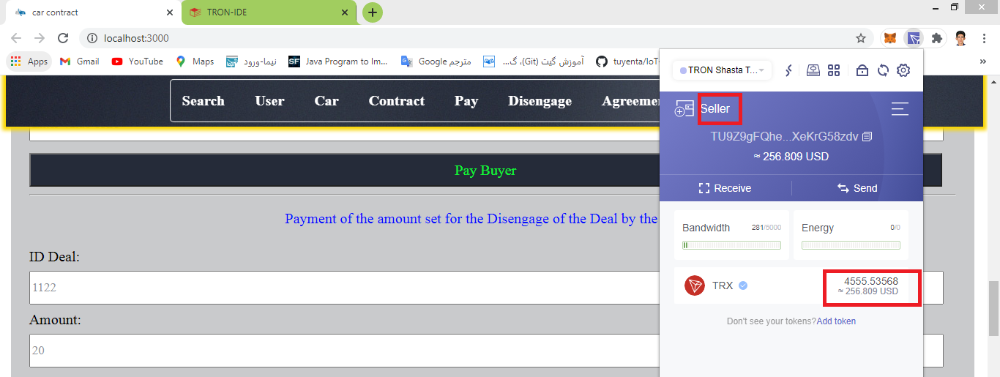 car contract
TRON-IDE
localhost:3000
Apps
Gmail
YouTube
Maps
نیما-ورود
SF
Java Program to Im...
مترجم Google
آموزش گیت (Git)، گ...
tuyenta/IoT-
Search
User
Car
Contract
Pay
Disengage
Agreemen
TRON Shasta T...
Seller
TU9Z9gFQhe...XeKrG58zdv
≈ 256.809 USD
Receive
Send
Bandwidth
281/5000
Energy
0/0
TRX
4555.53568
≈ 256.809 USD
Don't see your tokens?Add token
Pay Buyer
Payment of the amount set for the Disengage of the Deal by the
ID Deal:
1122
Amount:
20